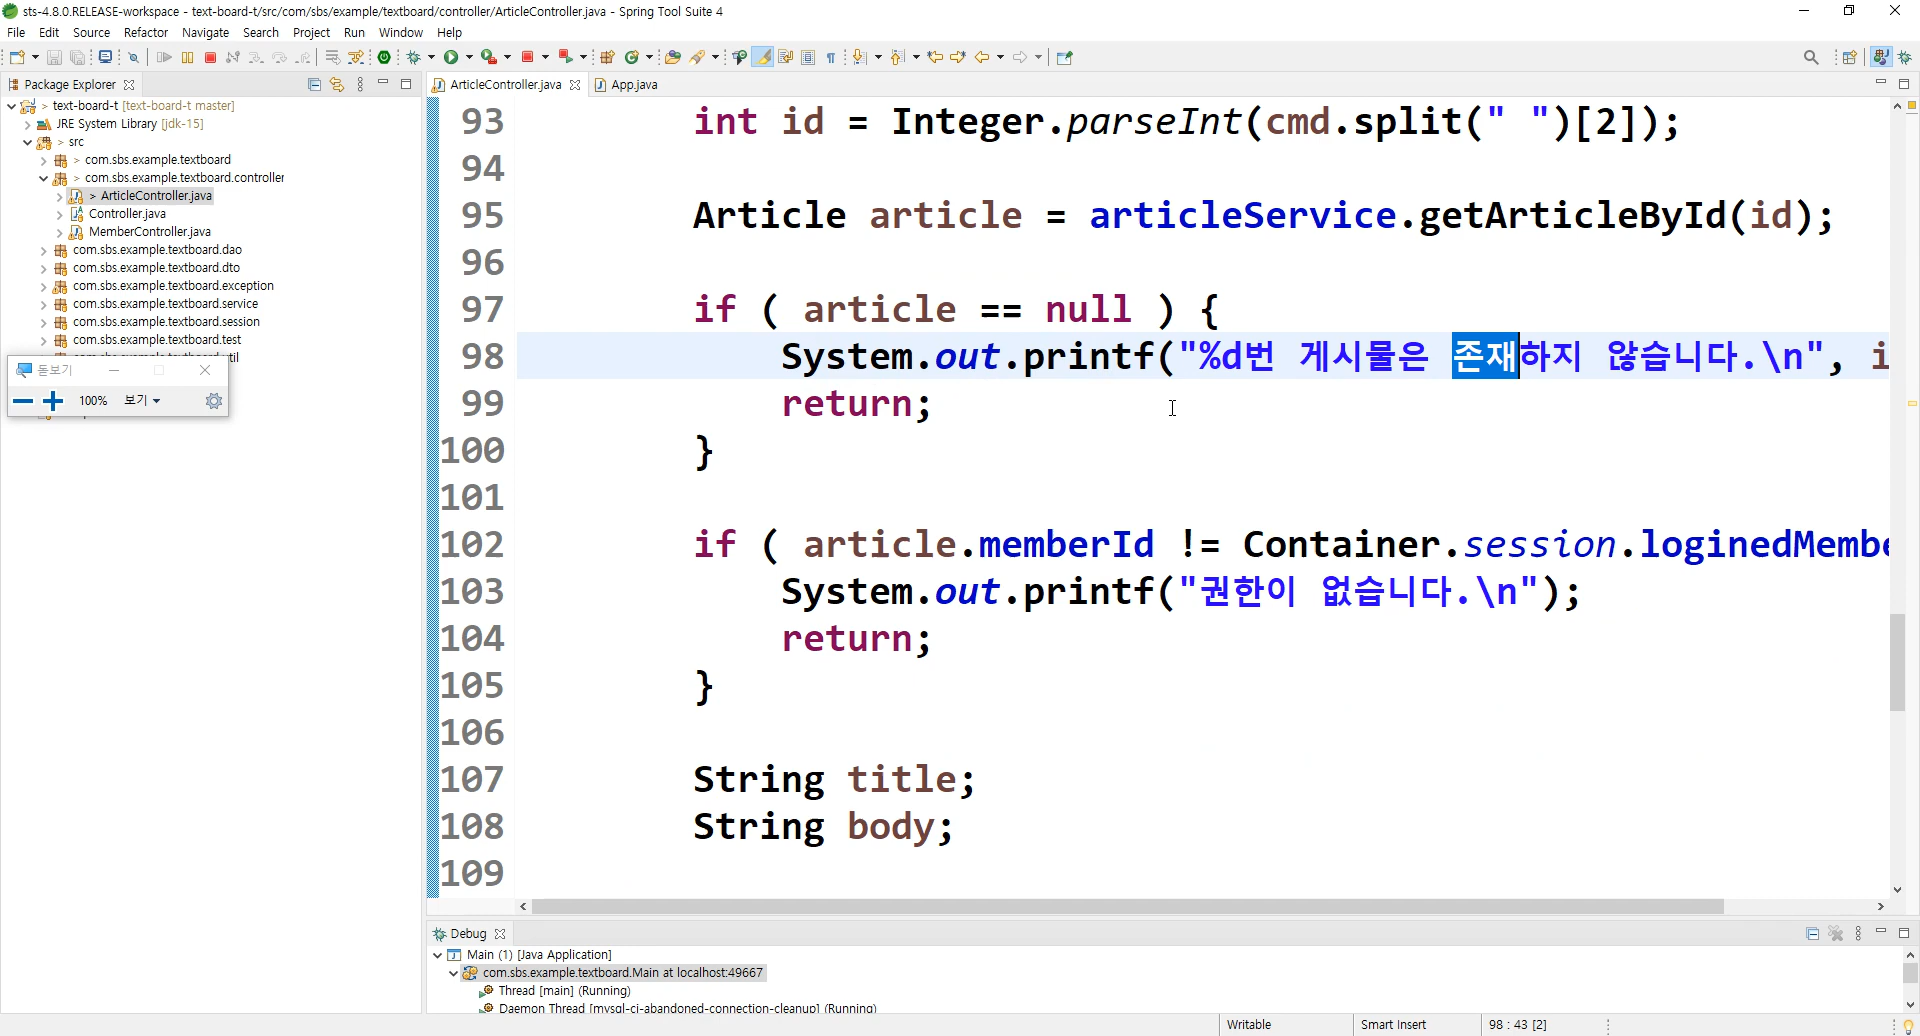 sts-4.8.0.RELEASE-workspace - text-board-t/src/com/sbs/example/textboard/controller/ArticleController.java - Spring Tool Suite 4
File Edit Source Refactor Navigate Search Project Run Window Help
Package Explorer
text-board-t [text-board-t master]
JRE System Library [jdk-15]
> src
> com.sbs.example.textboard
> com.sbs.example.textboard.controller
> ArticleController.java
Controller.java
MemberController.java
com.sbs.example.textboard.dao
com.sbs.example.textboard.dto
com.sbs.example.textboard.exception
com.sbs.example.textboard.service
com.sbs.example.textboard.session
com.sbs.example.textboard.test
돋보기
100% 보기
ArticleController.java App.java
93 int id = Integer.parseInt(cmd.split(" ")[2]);
94
95 Article article = articleService.getArticleById(id);
96
97 if ( article == null ) {
98 System.out.printf("%d번 게시물은 존재하지 않습니다.\n", i
99 return;
100 }
101
102 if ( article.memberId != Container.session.loginedMembe
103 System.out.printf("권한이 없습니다.\n");
104 return;
105 }
106
107 String title;
108 String body;
109
Debug
Main (1) [Java Application]
com.sbs.example.textboard.Main at localhost:49667
Thread [main] (Running)
Daemon Thread [mysql-cj-abandoned-connection-cleanup] (Running)
Writable Smart Insert 98 : 43 [2]